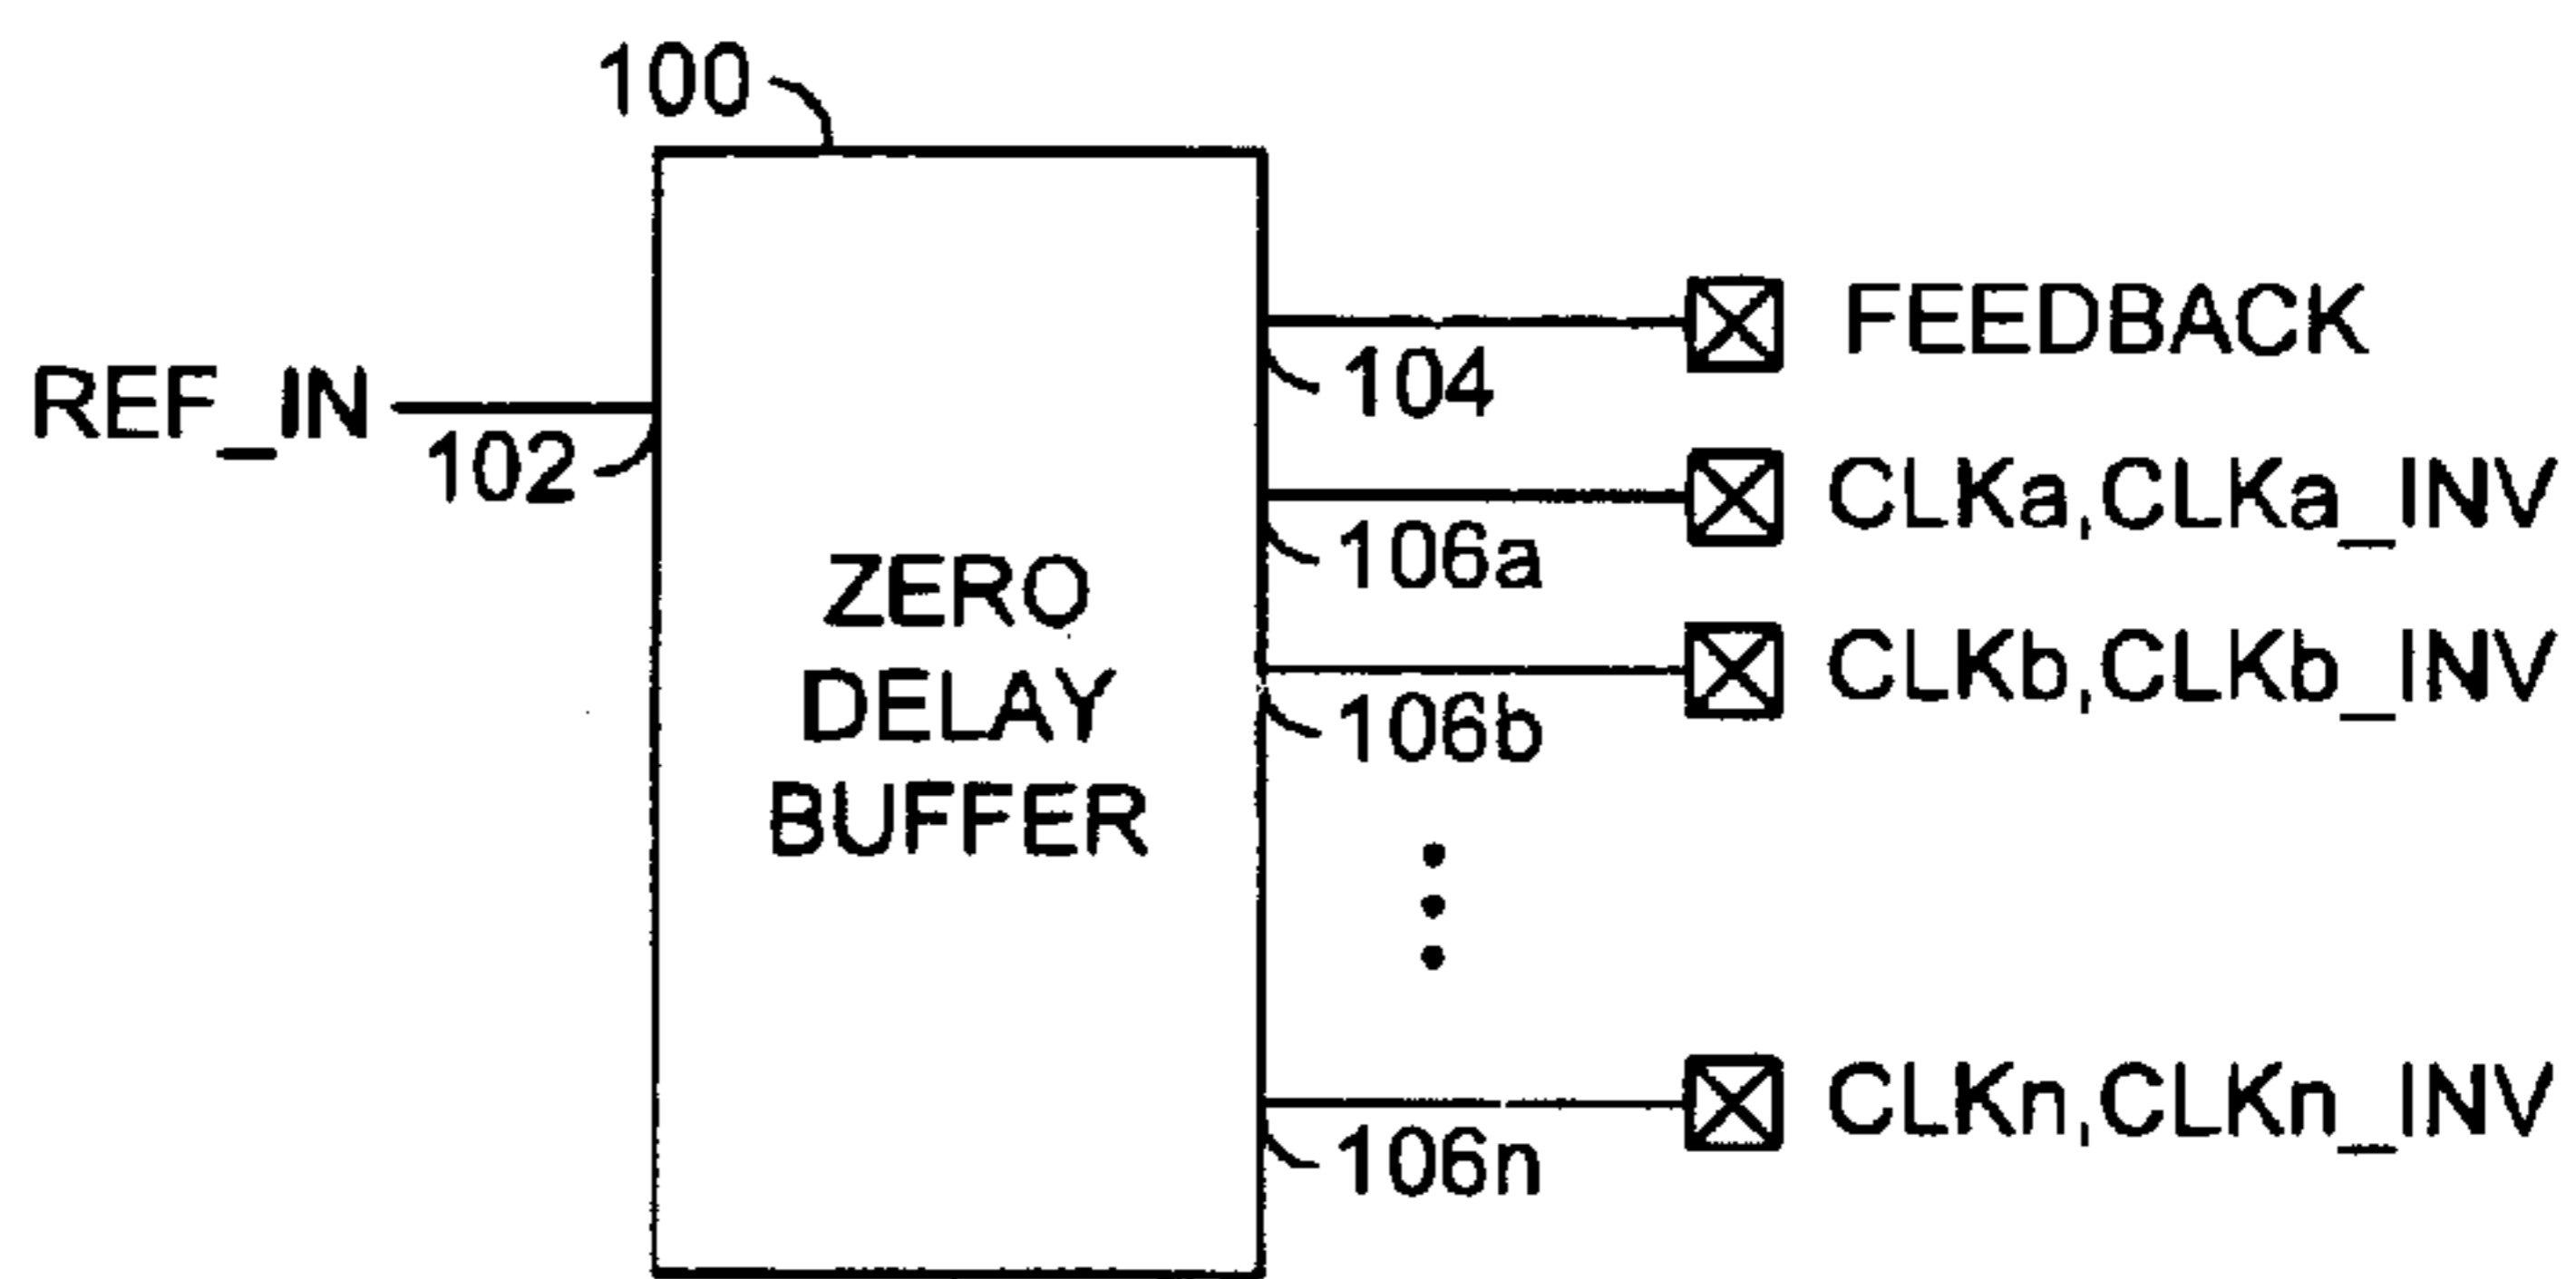 100
REF_IN
102
ZERO
DELAY
BUFFER
FEEDBACK
104
CLKa,CLKa_INV
106a
CLKb,CLKb_INV
106b
CLKn,CLKn_INV
106n